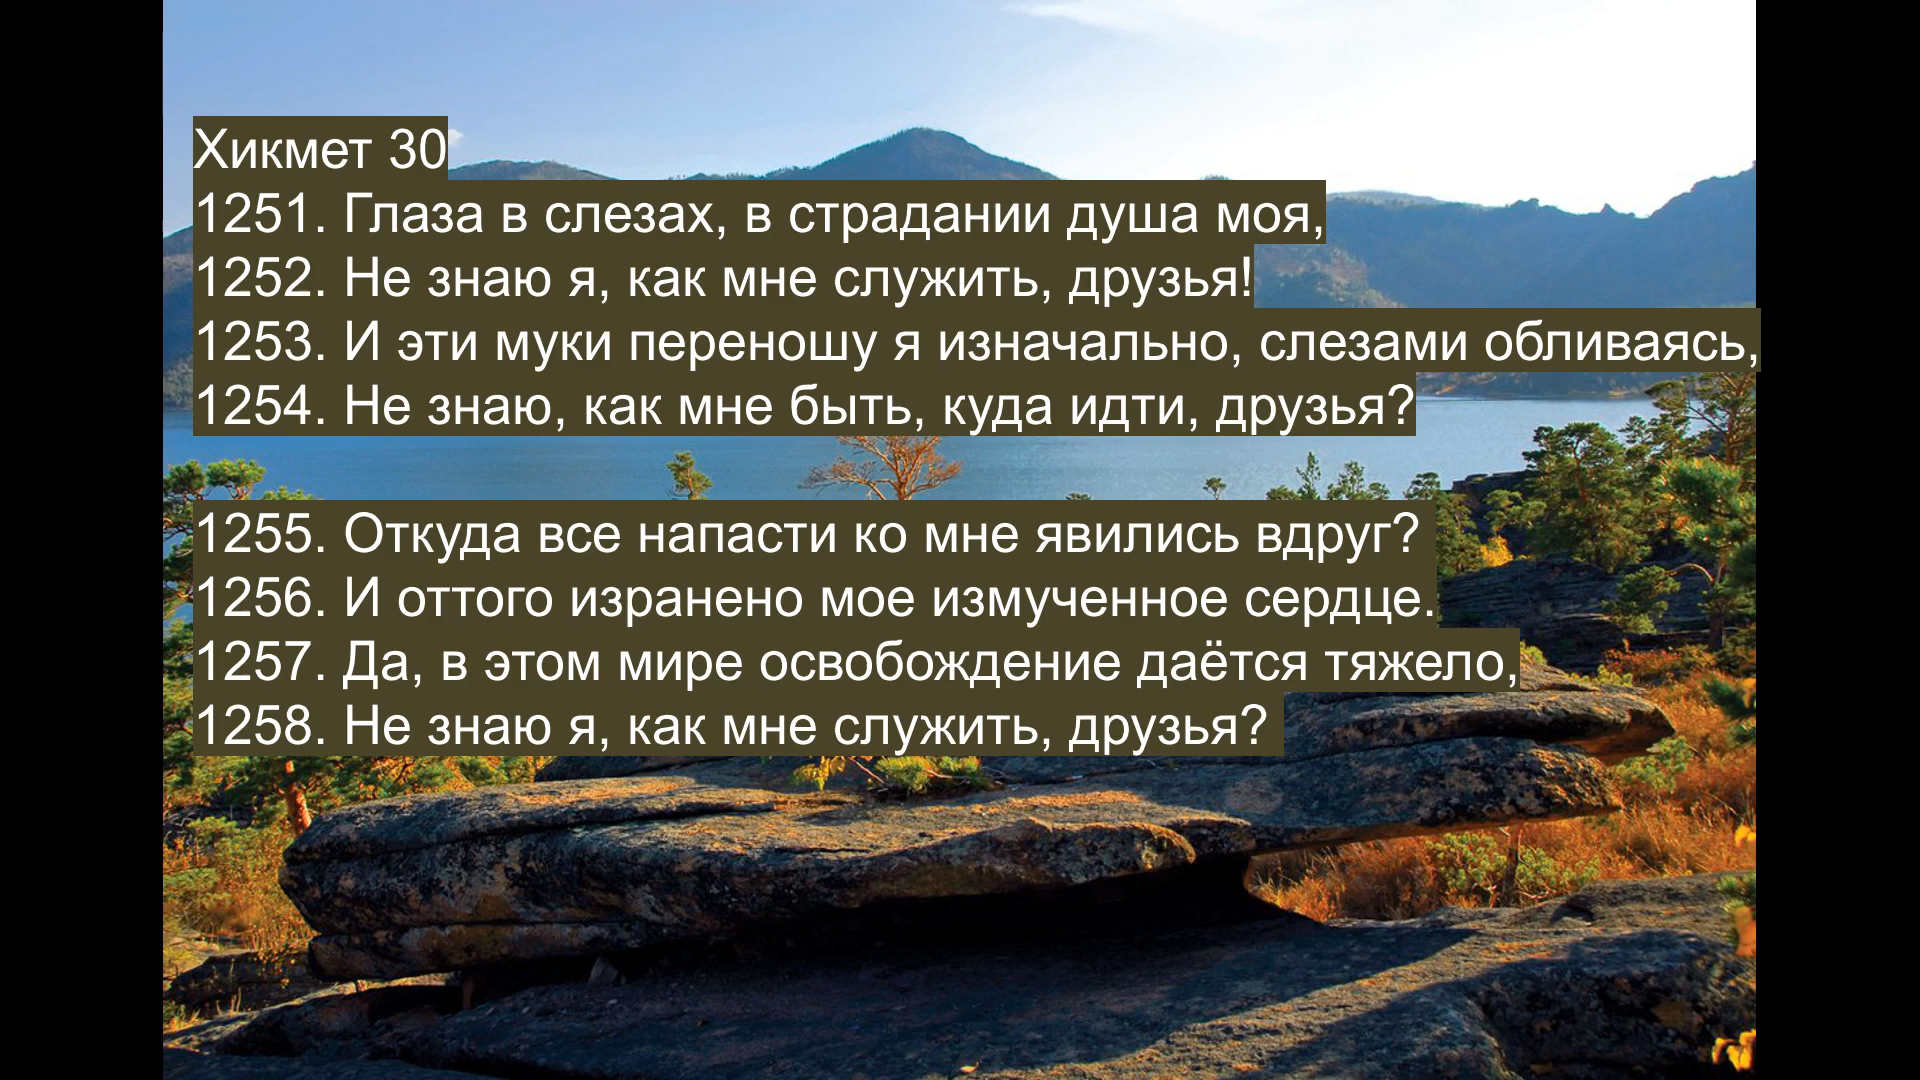 Хикмет 30
1251. Глаза в слезах, в страдании душа моя,
1252. Не знаю я, как мне служить, друзья!
1253. И эти муки переношу я изначально, слезами обливаясь,
1254. Не знаю, как мне быть, куда идти, друзья?
1255. Откуда все напасти ко мне явились вдруг?
1256. И оттого изранено мое измученное сердце.
1257. Да, в этом мире освобождение даётся тяжело,
1258. Не знаю я, как мне служить, друзья?